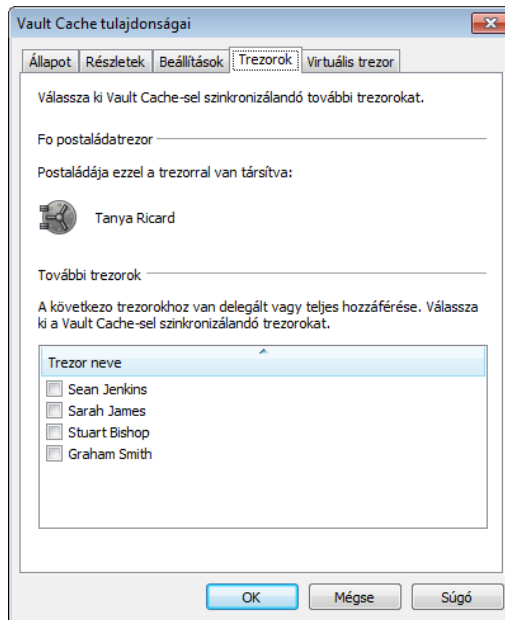 Vault Cache tulajdonságai
Állapot Részletek Beállítások Trezorok Virtuális trezor
Válassza ki Vault Cache-sel szinkronizálandó további trezorokat.
Fo postaládatrezor
Postaládája ezzel a trezorral van társítva:
Tanya Ricard
További trezorok
A következo trezorokhoz van delegált vagy teljes hozzáférése. Válassza
ki a Vault Cache-sel szinkronizálandó trezorokat.
Trezor neve
Sean Jenkins
Sarah James
Stuart Bishop
Graham Smith
OK Mégse Súgó